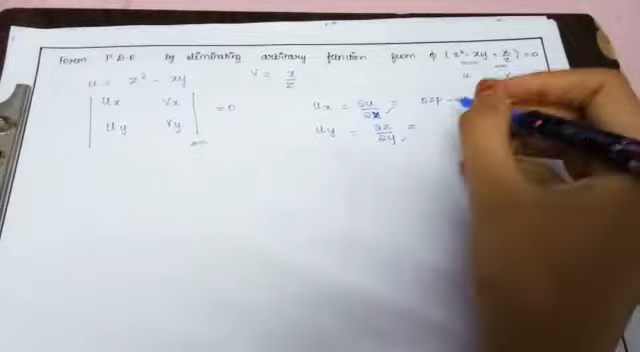 Form P.D.E by eliminating arbitrary function from φ (z² - xy, x/z) = 0
u v
u = z² - xy v = x/z
| ux vx | = 0 ux = ∂u/∂x = 2zp -
| uy vy | uy = ∂z/∂y =